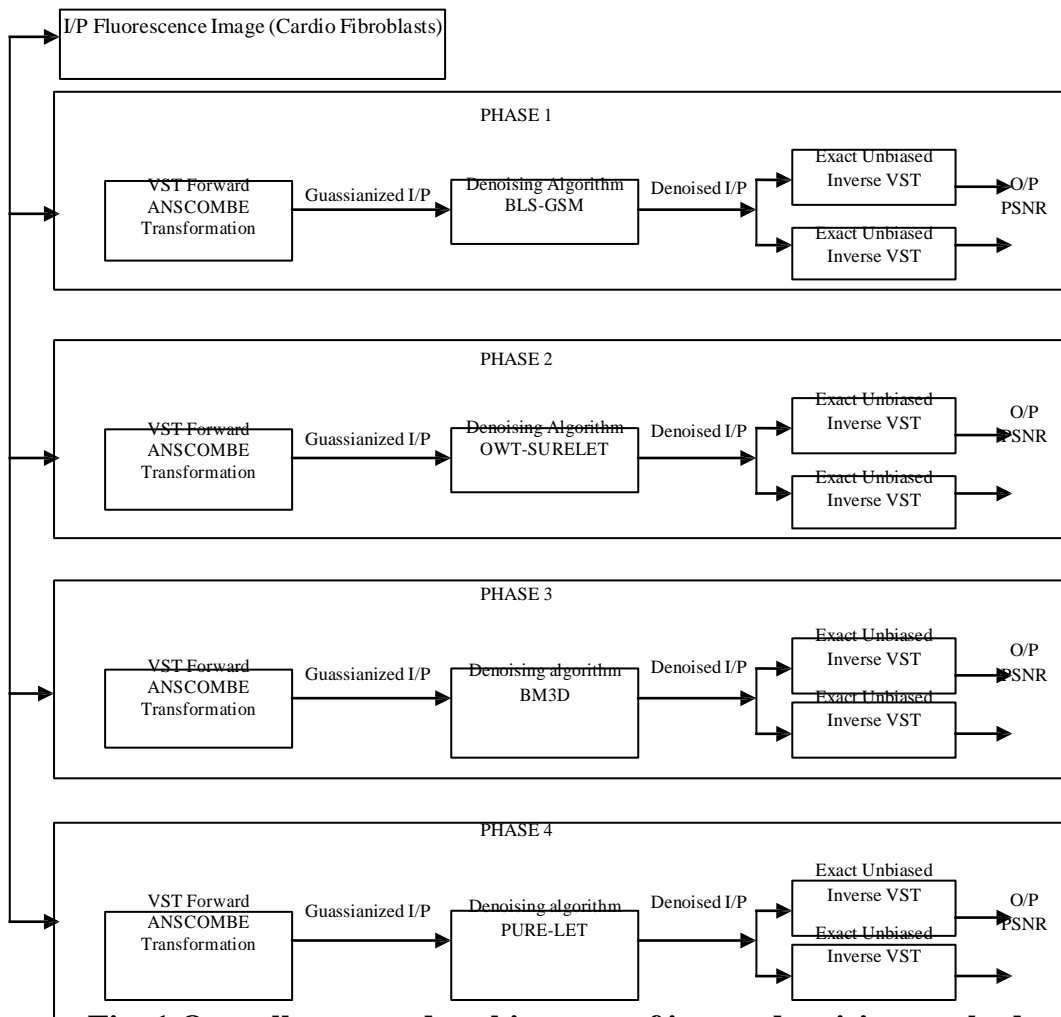 I/P Fluorescence Image (Cardio Fibroblasts)
PHASE 1
VST Forward
ANSCOMBE
Transformation
Guassianized I/P
Denoising Algorithm
BLS-GSM
Denoised I/P
Exact Unbiased
Inverse VST
Exact Unbiased
Inverse VST
O/P
PSNR
PHASE 2
VST Forward
ANSCOMBE
Transformation
Guassianized I/P
Denoising Algorithm
OWT-SURELET
Denoised I/P
Exact Unbiased
Inverse VST
Exact Unbiased
Inverse VST
O/P
PSNR
PHASE 3
VST Forward
ANSCOMBE
Transformation
Guassianized I/P
Denoising algorithm
BM3D
Denoised I/P
Exact Unbiased
Inverse VST
Exact Unbiased
Inverse VST
O/P
PSNR
PHASE 4
VST Forward
ANSCOMBE
Transformation
Guassianized I/P
Denoising algorithm
PURE-LET
Denoised I/P
Exact Unbiased
Inverse VST
Exact Unbiased
Inverse VST
O/P
PSNR